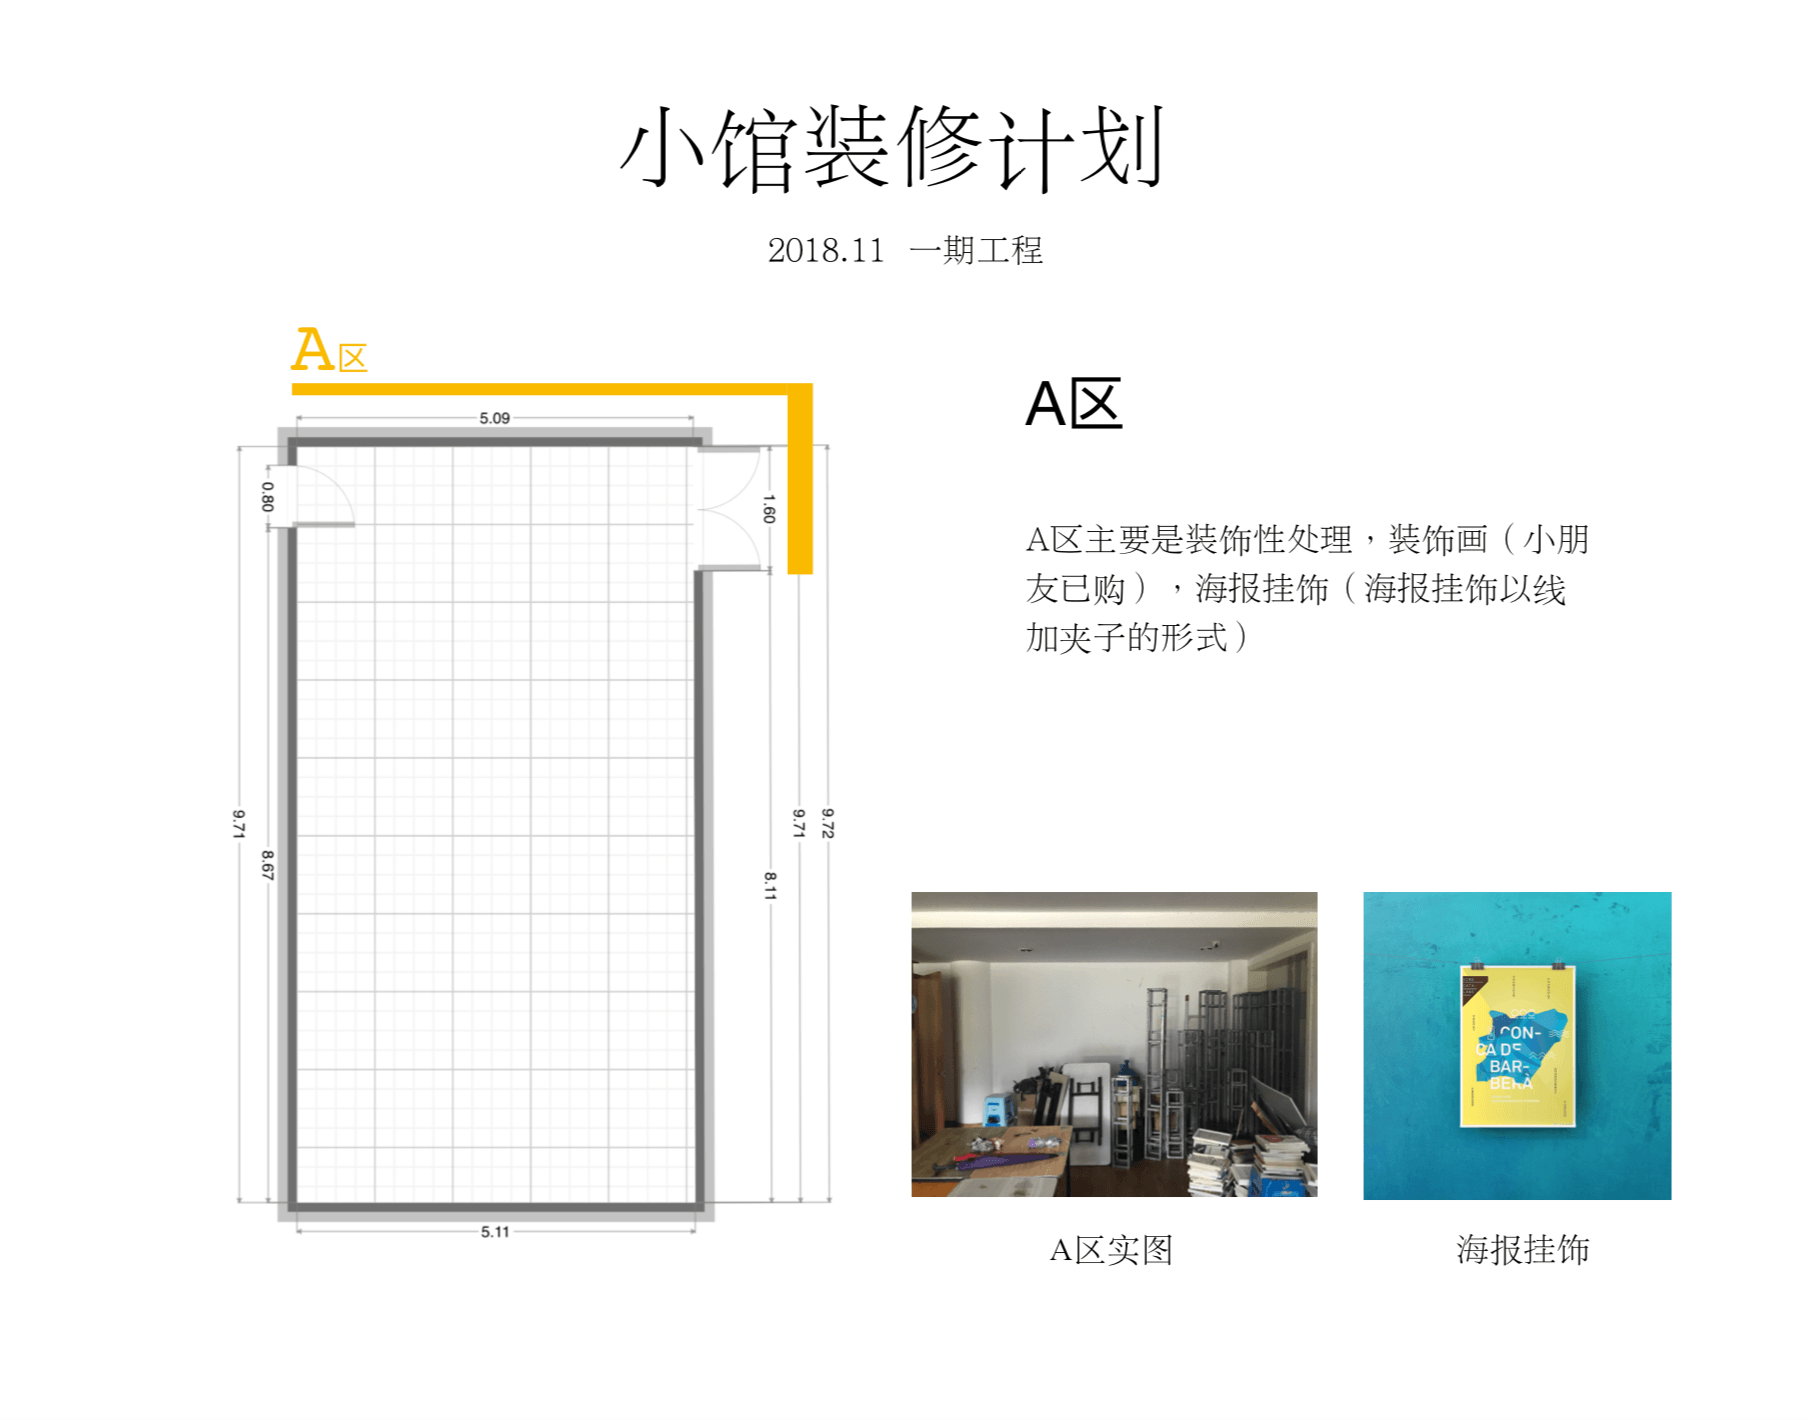 小馆装修计划
2018.11 一期工程
A区
5.09
0.80
1.60
9.71
8.67
8.11
9.71
9.72
5.11
A区
A区主要是装饰性处理，装饰画（小朋
友已购），海报挂饰（海报挂饰以线
加夹子的形式）
CON-
CA DE
BAR-
BERÀ
A区实图
海报挂饰